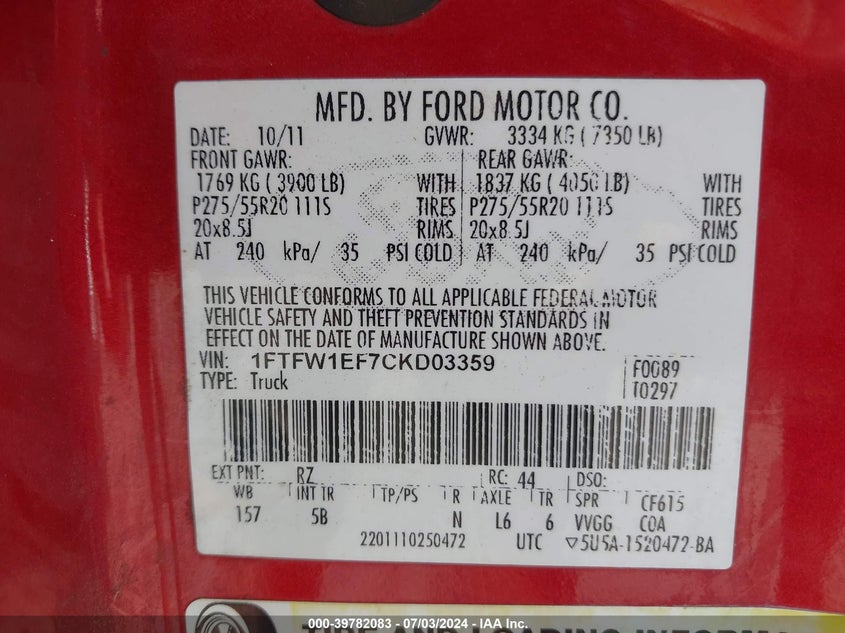 MFD. BY FORD MOTOR CO.
DATE: 10/11 GVWR: 3334 KG ( 7350 LB)
FRONT GAWR: REAR GAWR:
1769 KG ( 3900 LB) WITH 1837 KG ( 4050 LB) WITH
P275/55R20 111S TIRES P275/55R20 111S TIRES
20x8.5J RIMS 20x8.5J RIMS
AT 240 kPa/ 35 PSI COLD AT 240 kPa/ 35 PSI COLD
THIS VEHICLE CONFORMS TO ALL APPLICABLE FEDERAL MOTOR
VEHICLE SAFETY AND THEFT PREVENTION STANDARDS IN
EFFECT ON THE DATE OF MANUFACTURE SHOWN ABOVE.
VIN: 1FTFW1EF7CKD03359 F0089
TYPE: Truck T0297
EXT PNT: RZ RC: 44 DSO:
WB INT TR TP/PS R AXLE TR SPR CF615
157 5B N L6 6 VVGG COA
2201110250472 UTC ▽5U5A-1520472-BA
TIRE AND LOADING INFORM
000-39782083 - 07/03/2024 - IAA Inc.